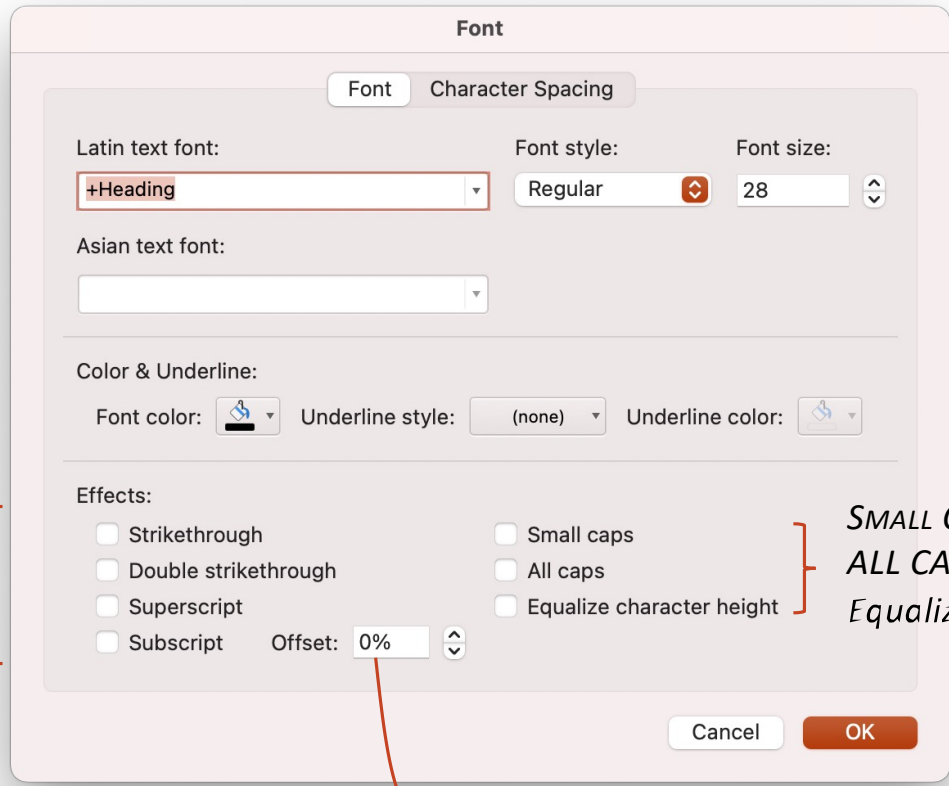 Font
Font Character Spacing
Latin text font: Font style: Font size:
+Heading Regular 28
Asian text font:
Color & Underline:
Font color: Underline style: (none) Underline color:
Effects:
Strikethrough Small caps
Double strikethrough All caps
Superscript Equalize character height
Subscript Offset: 0%
SMALL
ALL
Cancel OK